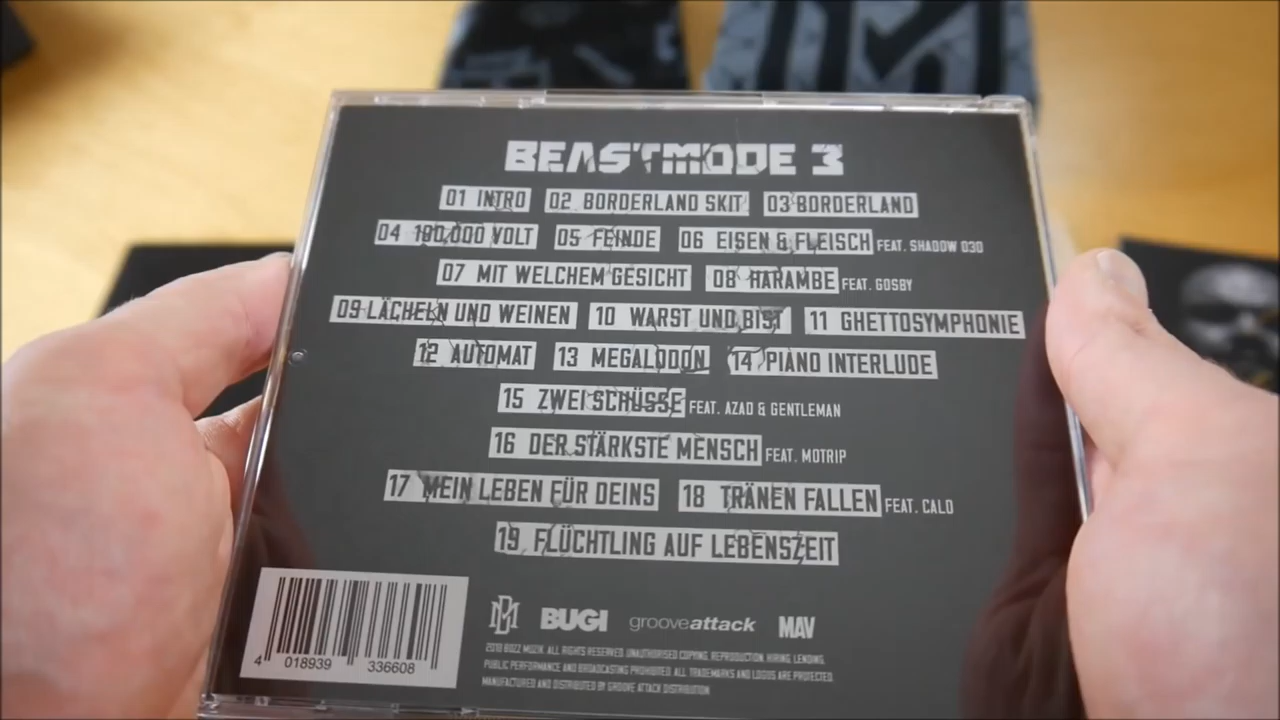 BEASTMODE 3
01 INTRO 02 BORDERLAND SKIT 03 BORDERLAND
04 190.000 VOLT 05 FEINDE 06 EISEN & FLEISCH FEAT. SHADOW 030
07 MIT WELCHEM GESICHT 08 HARAMBE FEAT. GOSBY
09 LÄCHELN UND WEINEN 10 WARST UND BIST 11 GHETTOSYMPHONIE
12 AUTOMAT 13 MEGALODON 14 PIANO INTERLUDE
15 ZWEI SCHÜSSE FEAT. AZAD & GENTLEMAN
16 DER STÄRKSTE MENSCH FEAT. MOTRIP
17 MEIN LEBEN FÜR DEINS 18 TRÄNEN FALLEN FEAT. CALO
19 FLÜCHTLING AUF LEBENSZEIT
BUGI grooveattack MAV
4 018939 336608
2018 BOZZ MUZIK. ALL RIGHTS RESERVED. UNAUTHORISED COPYING, REPRODUCTION, HIRING, LENDING,
PUBLIC PERFORMANCE AND BROADCASTING PROHIBITED. ALL TRADEMARKS AND LOGOS ARE PROTECTED.
MANUFACTURED AND DISTRIBUTED BY GROOVE ATTACK DISTRIBUTION.